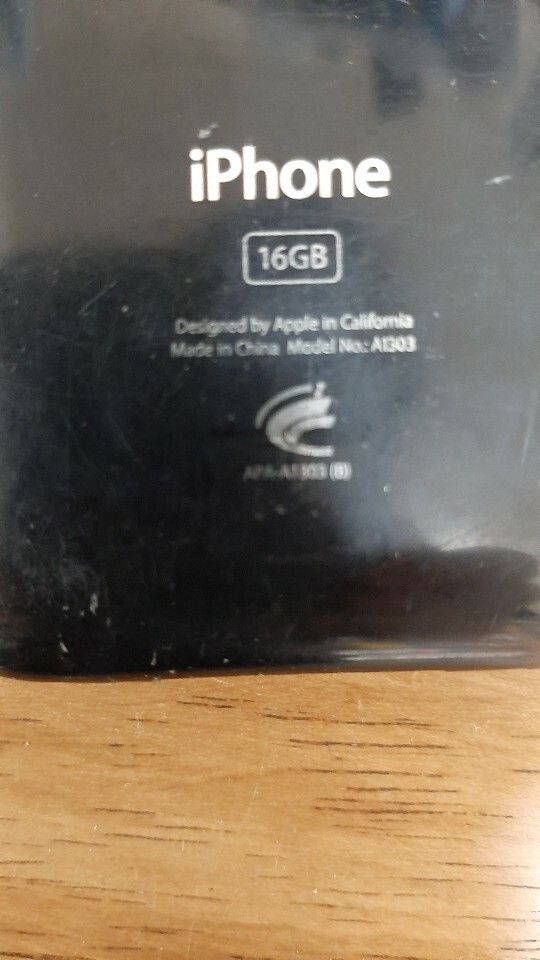 iPhone
16GB
Designed by Apple in California
Made in China Model No.: A1303
APA-A1303 (B)